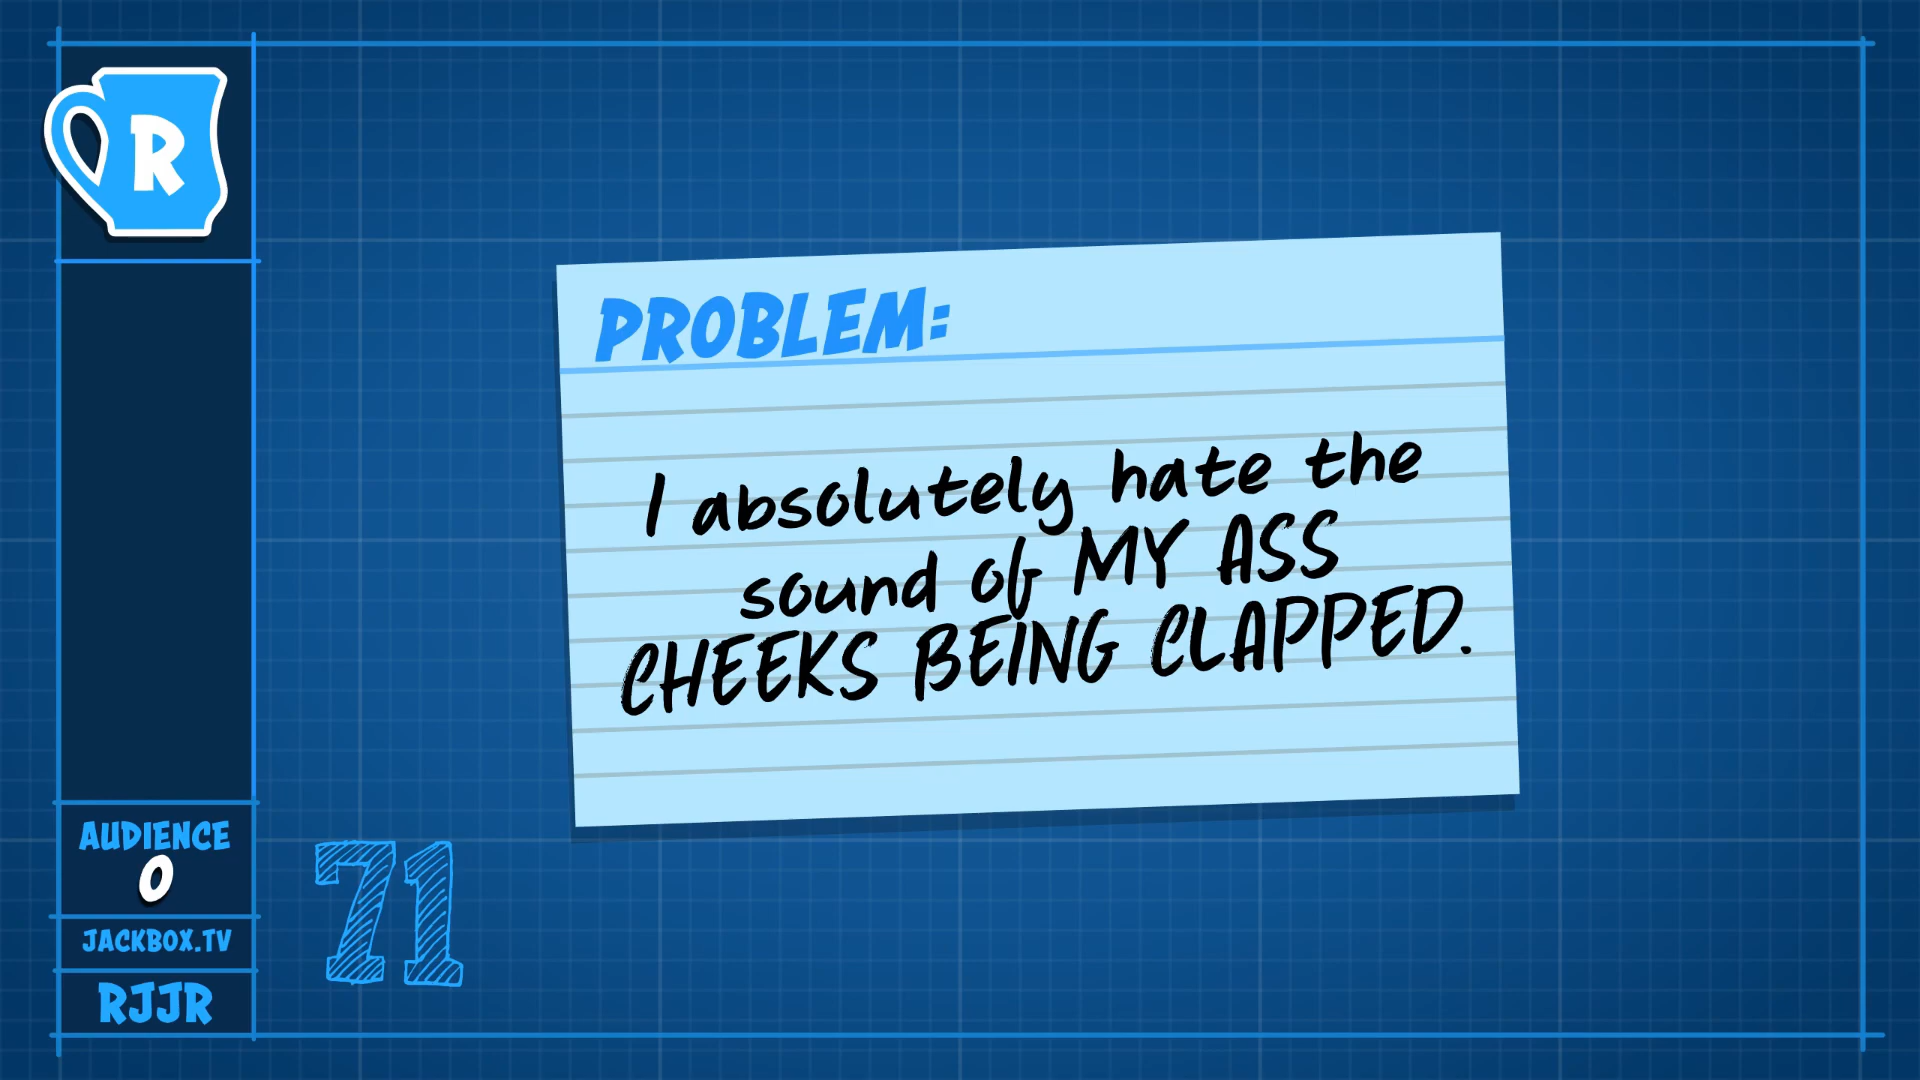 R
PROBLEM:
I absolutely hate the
sound of MY ASS
CHEEKS BEING CLAPPED.
AUDIENCE
0
JACKBOX.TV
RJJR
71